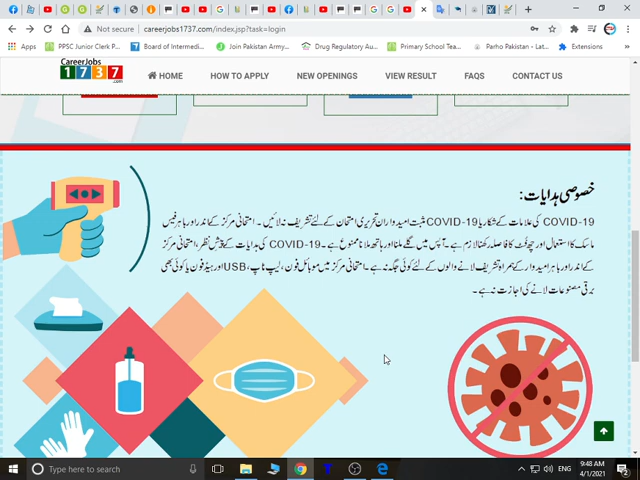 Not secure
careerjobs1737.com/index.jsp?task=login
Apps PPSC Junior Clerk P... Board of Intermedi... Join Pakistan Army... Drug Regulatory Au... Primary School Tea... Parho Pakistan - Lat... Extensions
CareerJobs
1737
.com
HOME HOW TO APPLY NEW OPENINGS VIEW RESULT FAQS CONTACT US
خصوصی ہدایات:
COVID-19 کی علامات کے شکار یا COVID-19 مثبت امیدواران تحریری امتحان کے لئے تشریف نہ لائیں۔ امتحانی مرکز کے اندر اور باہر فیس
ماسک کا استعمال اور چھ فٹ کا فاصلہ رکھنا لازم ہے۔ آپس میں گلے ملنا اور ہاتھ ملانا ممنوع ہے۔ COVID-19 کی ہدایات کے پیش نظر، امتحانی مرکز
کے اندر اور باہر امیدوار کے ہمراہ تشریف لانے والوں کے لئے کوئی جگہ نہ ہے۔ امتحانی مرکز میں موبائل فون، لیپ ٹاپ، USB اور ہیڈ فون یا کوئی بھی
برقی مصنوعات لانے کی اجازت نہ ہے۔
Type here to search
ENG
9:48 AM
4/1/2021